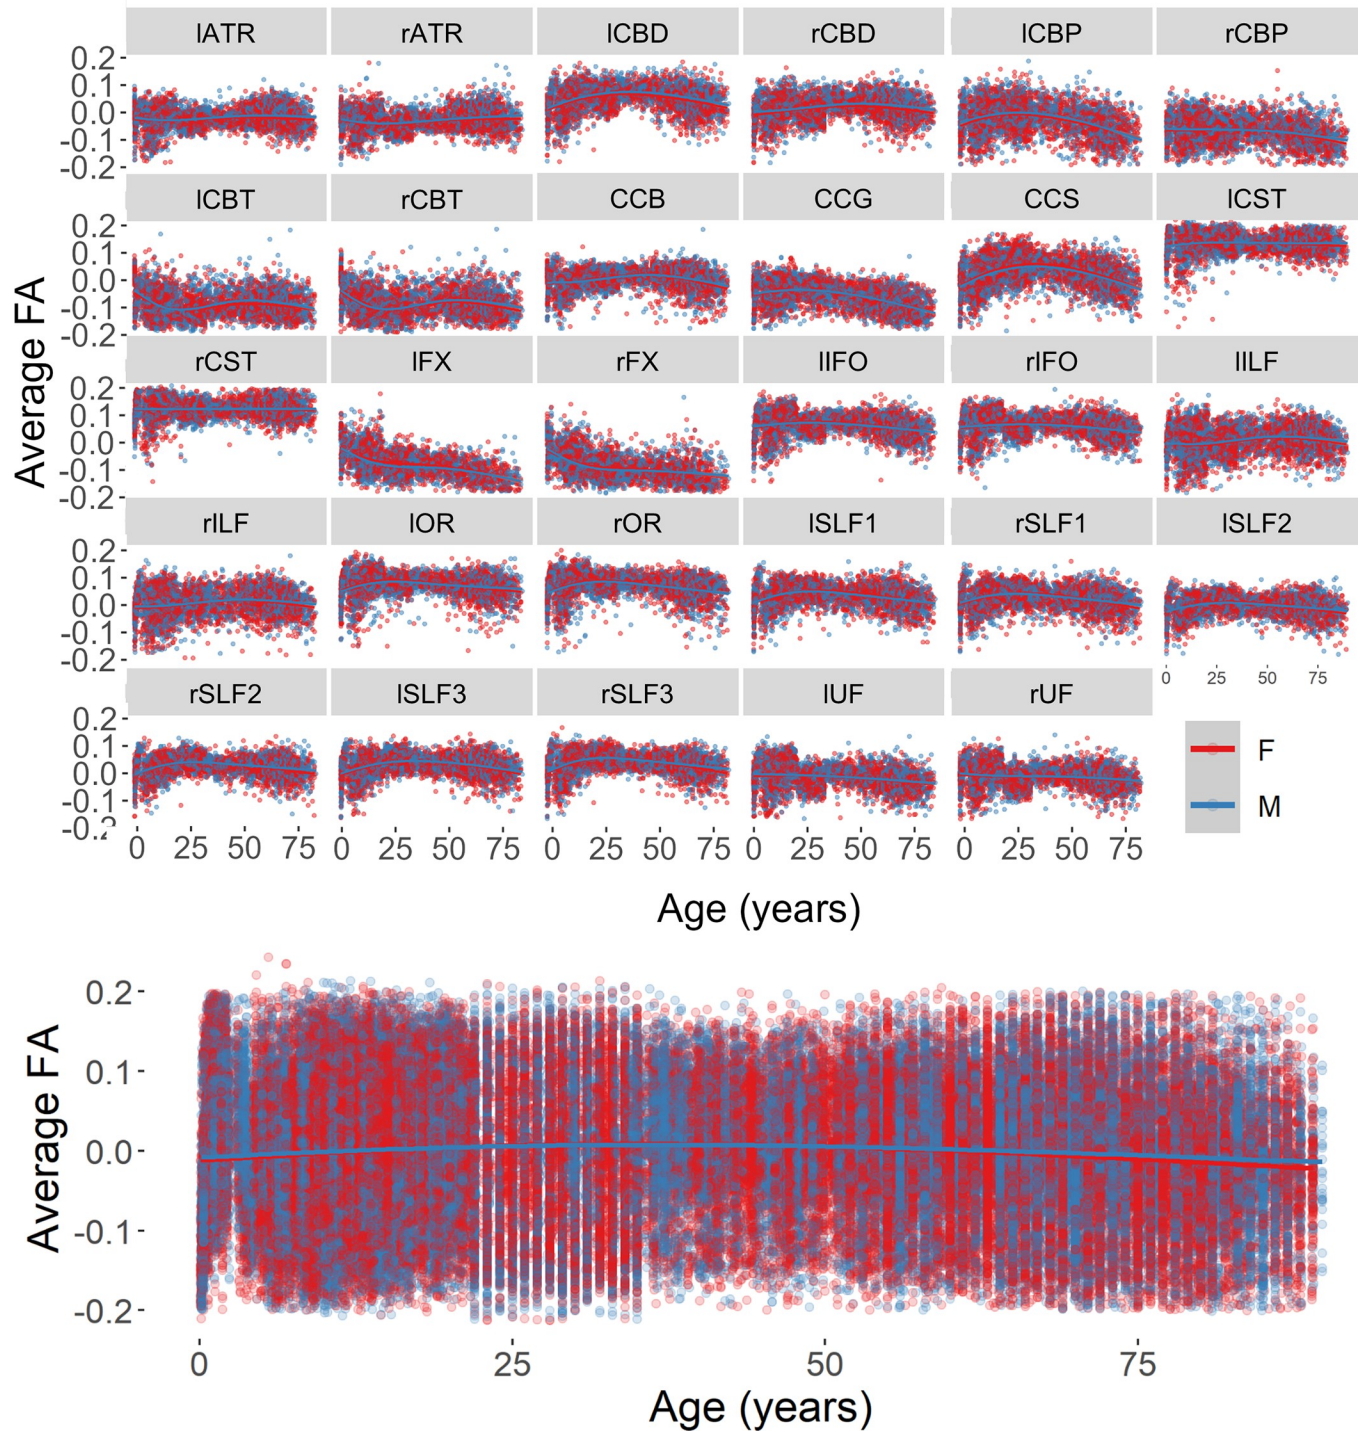 lATR rATR lCBD rCBD lCBP rCBP
0.2
0.1
0.0
-0.1
-0.2
lCBT rCBT CCB CCG CCS lCST
0.2
0.1
0.0
-0.1
-0.2
Average FA
rCST lFX rFX lIFO rIFO lILF
0.2
0.1
0.0
-0.1
-0.2
rILF lOR rOR lSLF1 rSLF1 lSLF2
0.2
0.1
0.0
-0.1
-0.2
0 25 50 75
rSLF2 lSLF3 rSLF3 lUF rUF
0.2
0.1
0.0
-0.1
-0.2
0 25 50 75 0 25 50 75 0 25 50 75 0 25 50 75 0 25 50 75
F
M
Age (years)
Average FA
0.2
0.1
0.0
-0.1
-0.2
0 25 50 75
Age (years)